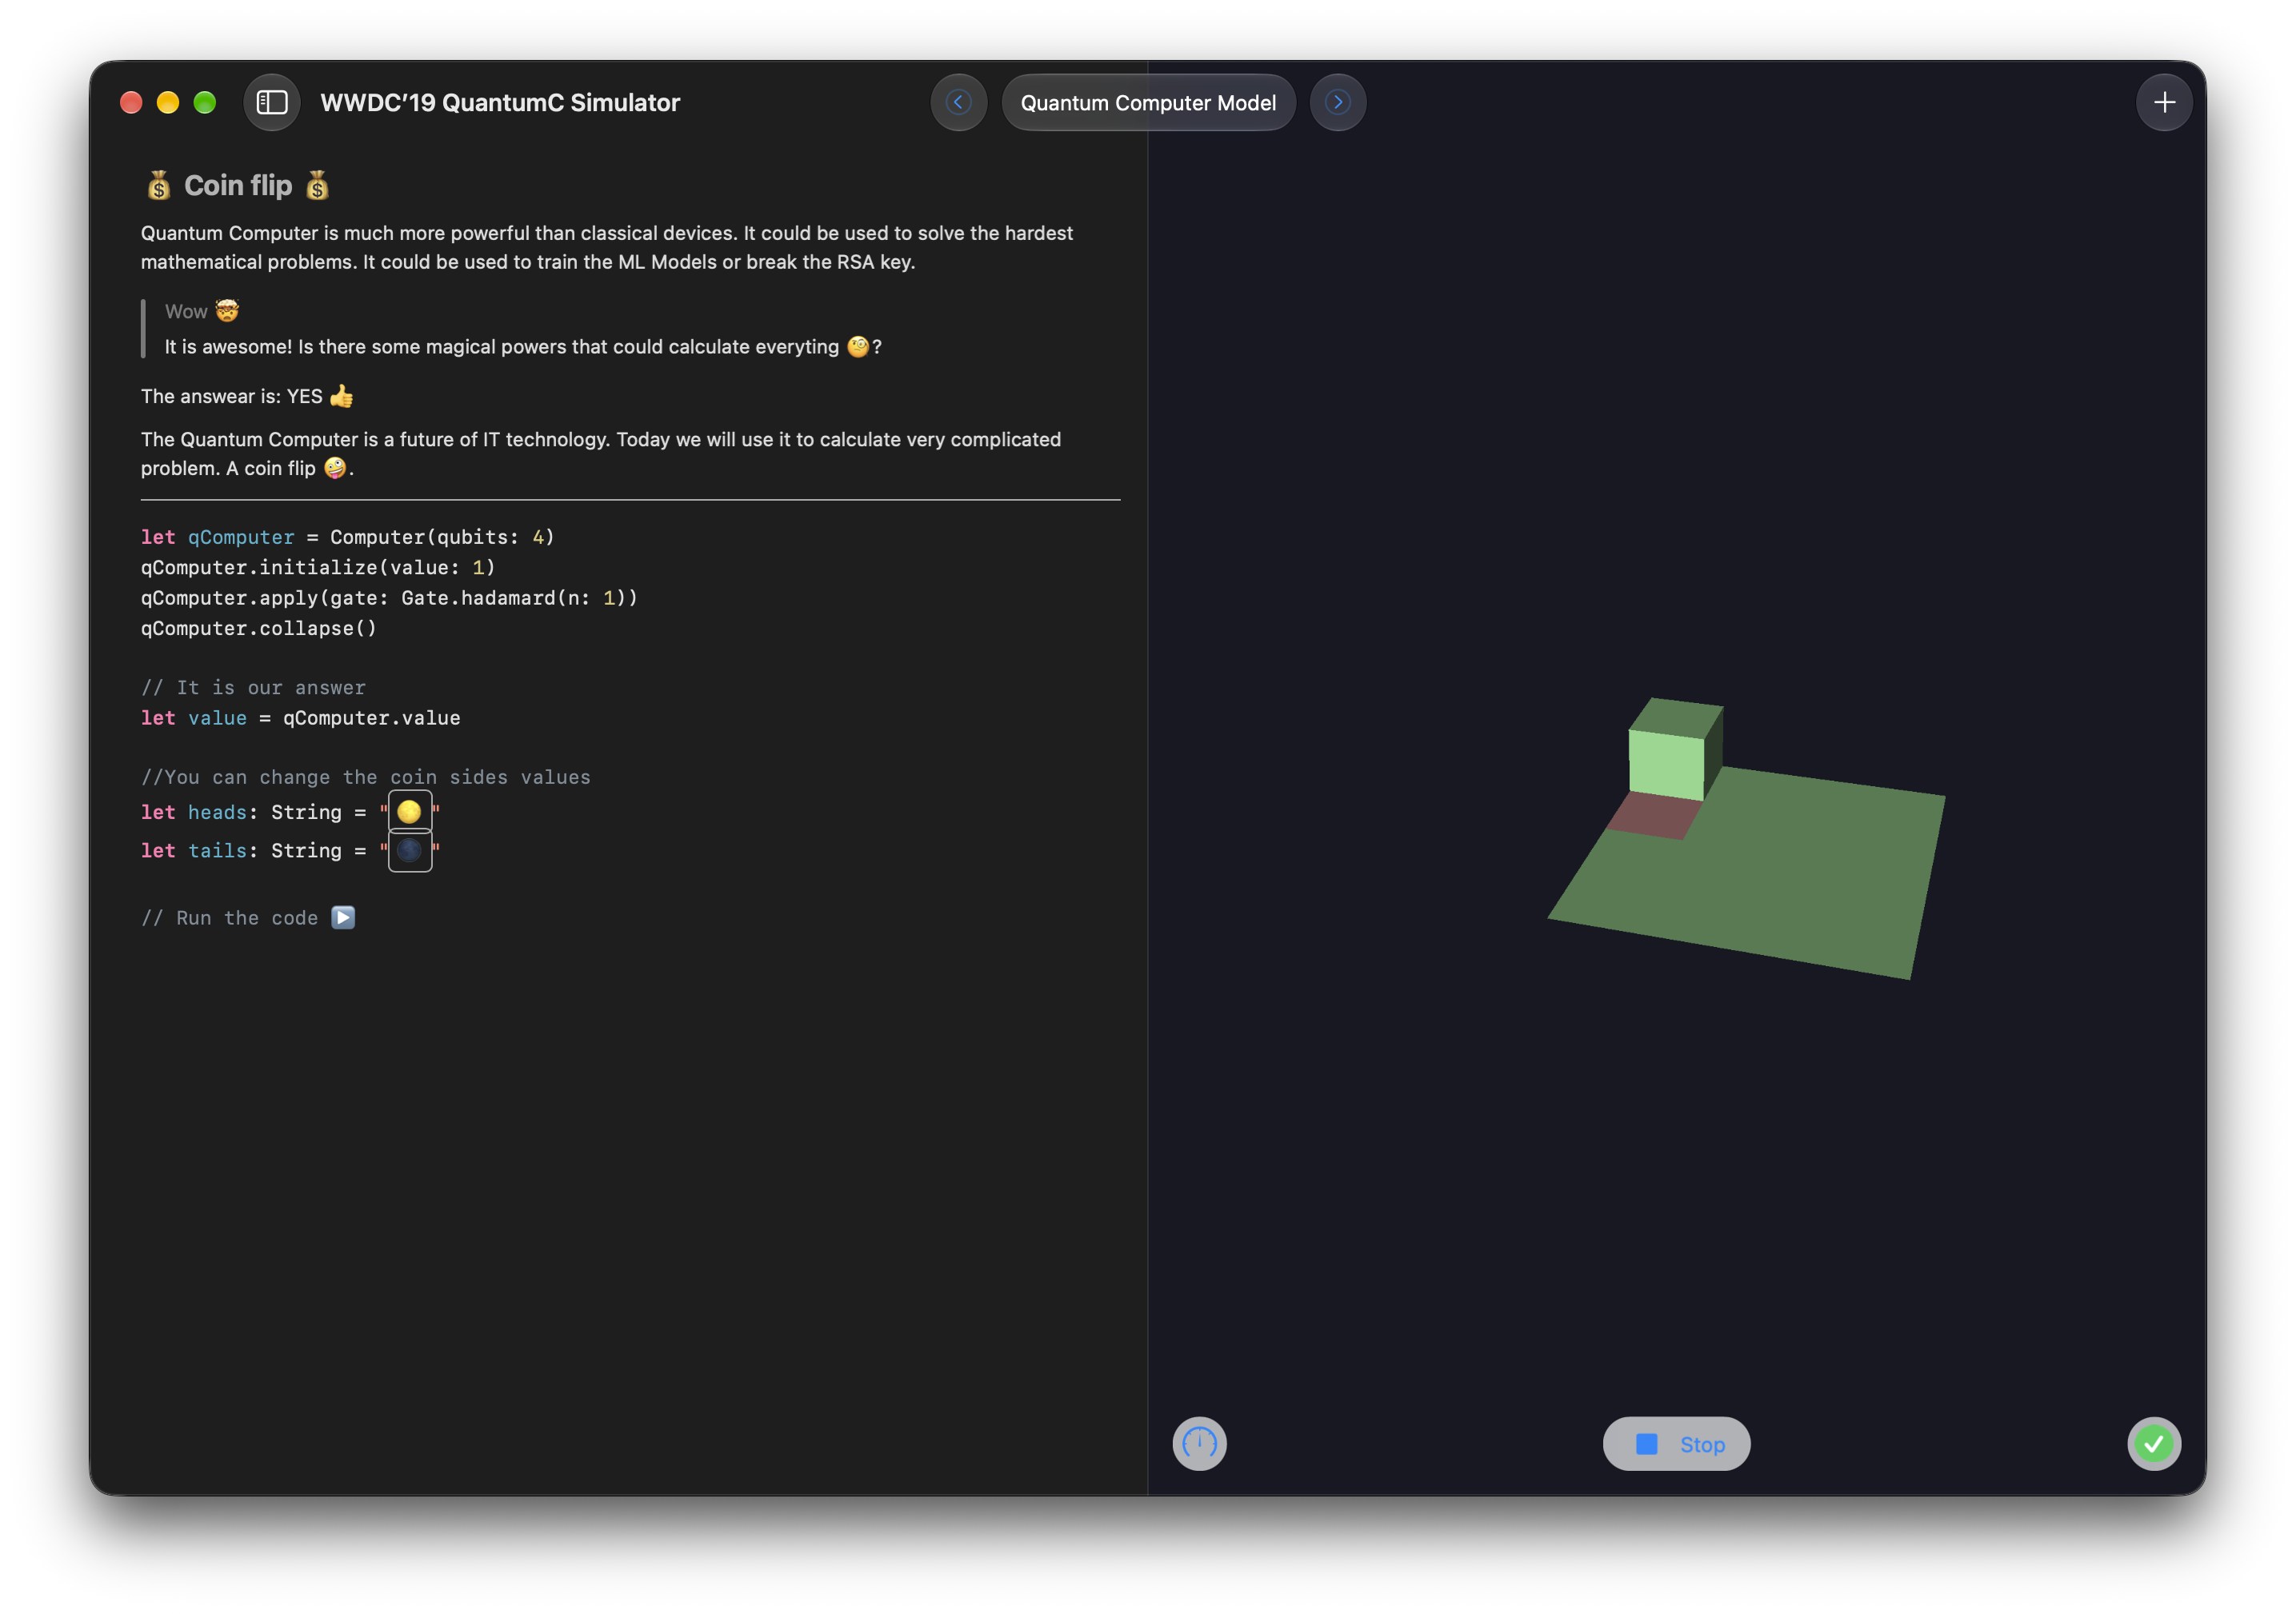 WWDC’19 QuantumC Simulator
Quantum Computer Model
💰 Coin flip 💰
Quantum Computer is much more powerful than classical devices. It could be used to solve the hardest
mathematical problems. It could be used to train the ML Models or break the RSA key.
Wow 🤯
It is awesome! Is there some magical powers that could calculate everyting 🧐?
The answear is: YES 👍
The Quantum Computer is a future of IT technology. Today we will use it to calculate very complicated
problem. A coin flip 🤪.
let qComputer = Computer(qubits: 4)
qComputer.initialize(value: 1)
qComputer.apply(gate: Gate.hadamard(n: 1))
qComputer.collapse()
// It is our answer
let value = qComputer.value
//You can change the coin sides values
let heads: String = "🌕"
let tails: String = "🌑"
// Run the code ▶️
Stop